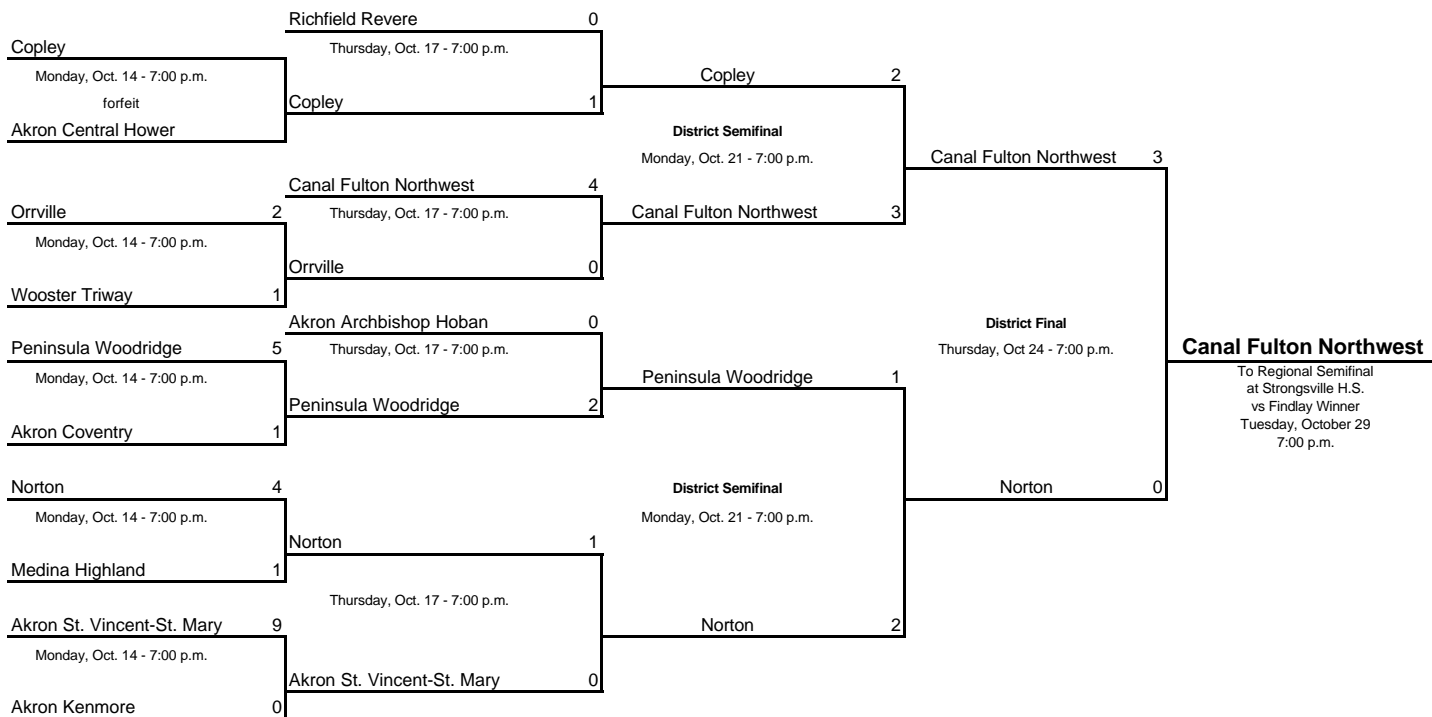 Richfield Revere 0
Copley
Thursday, Oct. 17 - 7:00 p.m.
Monday, Oct. 14 - 7:00 p.m.
Copley 2
forfeit
Copley 1
Akron Central Hower
District Semifinal
Monday, Oct. 21 - 7:00 p.m.
Canal Fulton Northwest 3
Canal Fulton Northwest 4
Orrville 2
Thursday, Oct. 17 - 7:00 p.m.
Canal Fulton Northwest 3
Monday, Oct. 14 - 7:00 p.m.
Orrville 0
Wooster Triway 1
Akron Archbishop Hoban 0
District Final
Peninsula Woodridge 5
Thursday, Oct. 17 - 7:00 p.m.
Thursday, Oct 24 - 7:00 p.m.
Canal Fulton Northwest
Monday, Oct. 14 - 7:00 p.m.
Peninsula Woodridge 1
To Regional Semifinal
at Strongsville H.S.
vs Findlay Winner
Tuesday, October 29
7:00 p.m.
Peninsula Woodridge 2
Akron Coventry 1
Norton 4
District Semifinal
Norton 0
Monday, Oct. 14 - 7:00 p.m.
Monday, Oct. 21 - 7:00 p.m.
Norton 1
Medina Highland 1
Thursday, Oct. 17 - 7:00 p.m.
Akron St. Vincent-St. Mary 9
Norton 2
Monday, Oct. 14 - 7:00 p.m.
Akron St. Vincent-St. Mary 0
Akron Kenmore 0